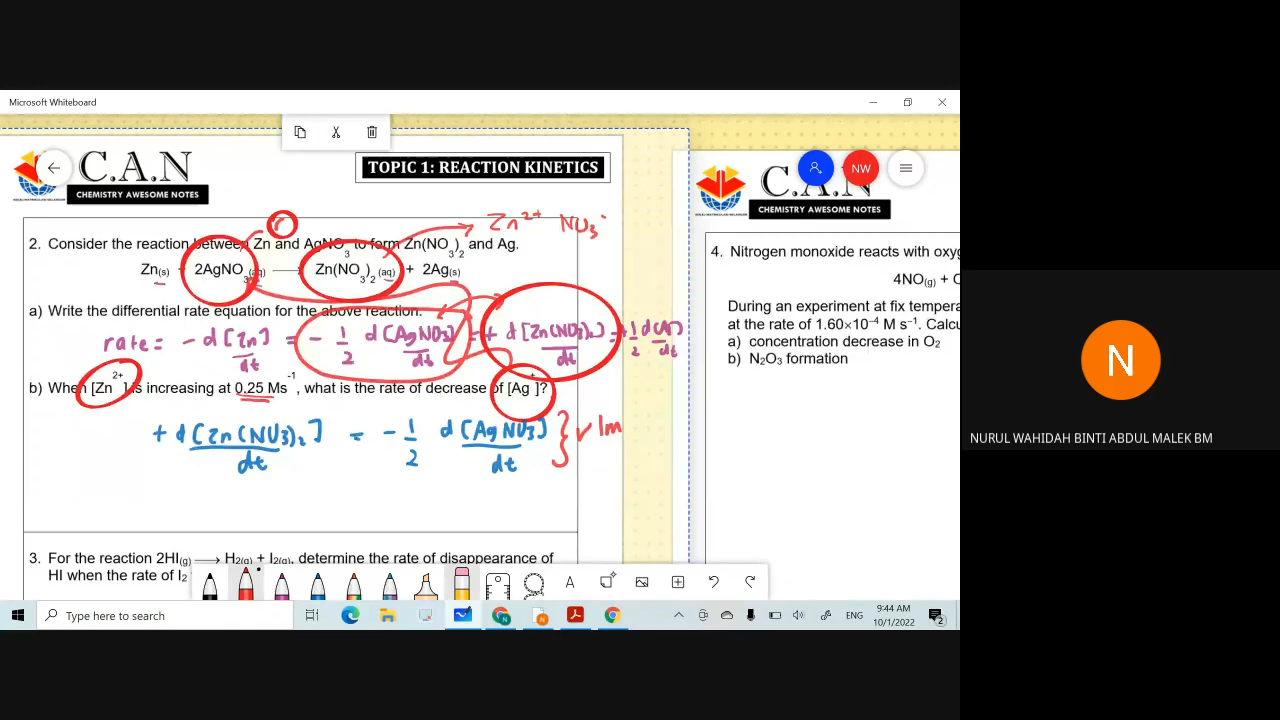 Microsoft Whiteboard
C.A.N
CHEMISTRY AWESOME NOTES
TOPIC 1: REACTION KINETICS
Zn²⁺ NO₃⁻
2. Consider the reaction between Zn and AgNO₃ to form Zn(NO₃)₂ and Ag.
Zn(s) + 2AgNO₃(aq) ⟶ Zn(NO₃)₂(aq) + 2Ag(s)
a) Write the differential rate equation for the above reaction.
rate = - d[Zn]/dt = - 1/2 d[AgNO₃]/dt = + d[Zn(NO₃)₂]/dt = + 1/2 d[Ag]/dt
b) When [Zn²⁺] is increasing at 0.25 Ms⁻¹, what is the rate of decrease of [Ag⁺]?
+ d[Zn(NO₃)₂]/dt = - 1/2 d[AgNO₃]/dt } ✓ 1m
3. For the reaction 2HI(g) ⟶ H₂(g) + I₂(g), determine the rate of disappearance of
HI when the rate of I₂
C.A
CHEMISTRY AWESOME NOTES
NW
4. Nitrogen monoxide reacts with oxyg
4NO(g) + O
During an experiment at fix tempera
at the rate of 1.60×10⁻⁴ M s⁻¹. Calcu
a) concentration decrease in O₂
b) N₂O₃ formation
A
Type here to search
ENG
9:44 AM
10/1/2022
2
N
NURUL WAHIDAH BINTI ABDUL MALEK BM